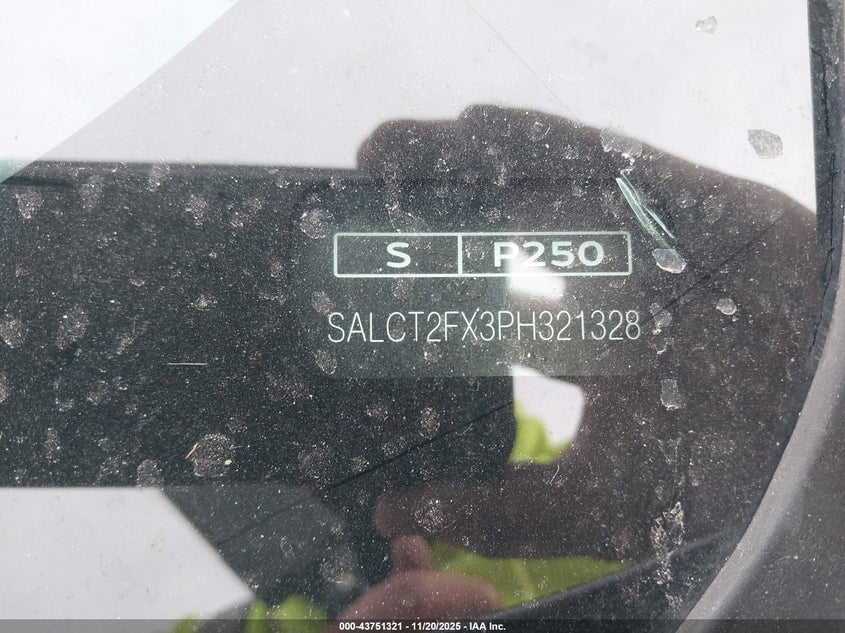 S P250
SALCT2FX3PH321328
000-43751321 - 11/20/2025 - IAA Inc.